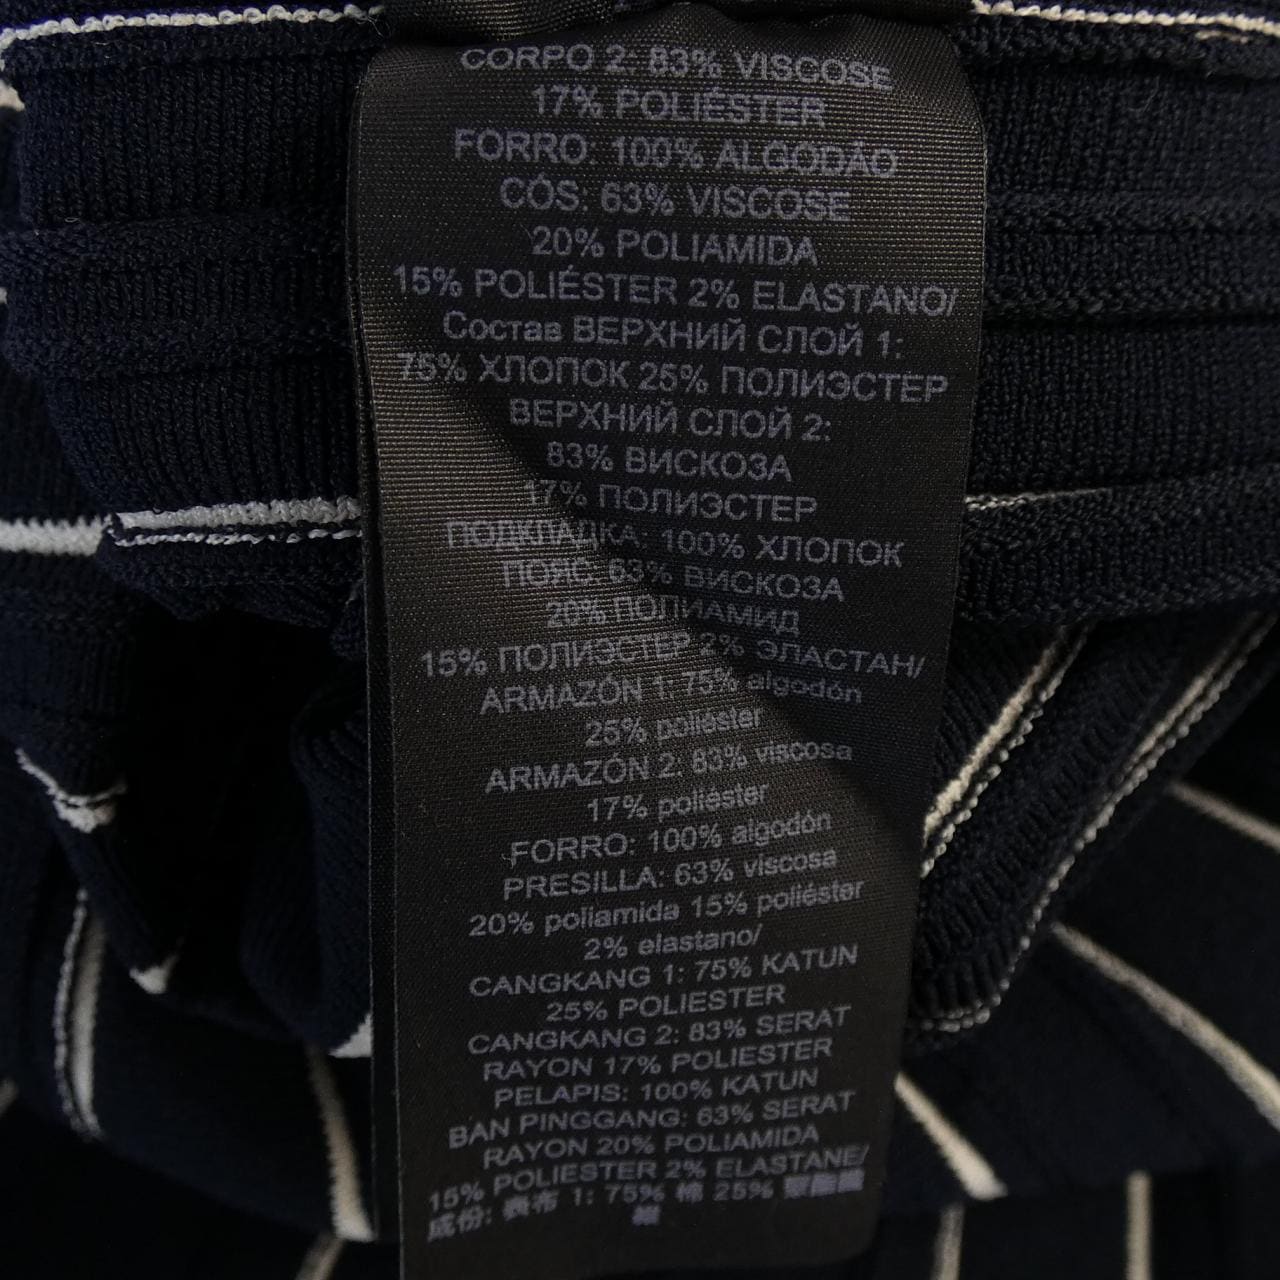 CORPO 2: 83% VISCOSE
17% POLIÉSTER
FORRO: 100% ALGODÃO
CÓS: 63% VISCOSE
20% POLIAMIDA
15% POLIÉSTER 2% ELASTANO/
Состав ВЕРХНИЙ СЛОЙ 1:
75% ХЛОПОК 25% ПОЛИЭСТЕР
ВЕРХНИЙ СЛОЙ 2:
83% ВИСКОЗА
17% ПОЛИЭСТЕР
ПОДКЛАДКА: 100% ХЛОПОК
ПОЯС: 63% ВИСКОЗА
20% ПОЛИАМИД
15% ПОЛИЭСТЕР 2% ЭЛАСТАН/
ARMAZÓN 1: 75% algodón
25% poliéster
ARMAZÓN 2: 83% viscosa
17% poliéster
FORRO: 100% algodón
PRESILLA: 63% viscosa
20% poliamida 15% poliéster
2% elastano/
CANGKANG 1: 75% KATUN
25% POLIESTER
CANGKANG 2: 83% SERAT
RAYON 17% POLIESTER
PELAPIS: 100% KATUN
BAN PINGGANG: 63% SERAT
RAYON 20% POLIAMIDA
15% POLIESTER 2% ELASTANE/
成份: 表布 1: 75% 棉 25%